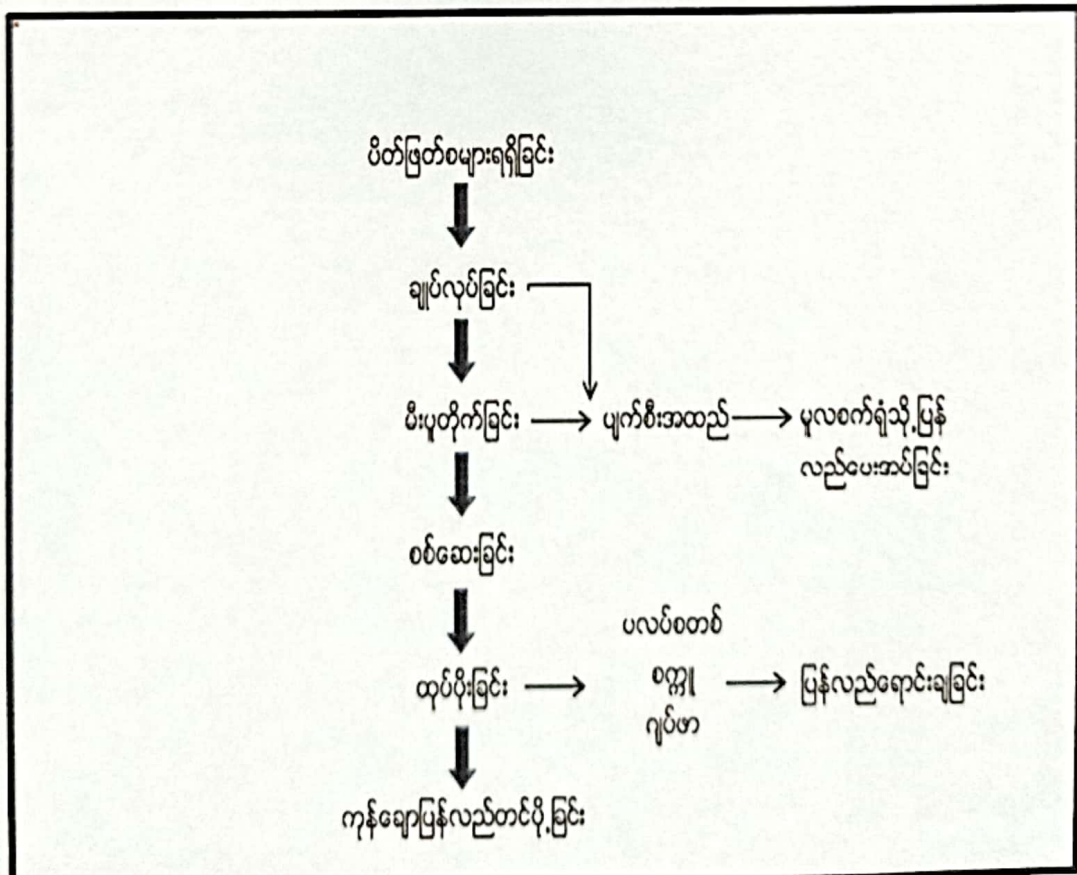 ပိတ်ဖြတ်စများရရှိခြင်း
ချုပ်လုပ်ခြင်း
မီးပူတိုက်ခြင်း
ပျက်စီးအထည်
မူလစက်ရုံသို့ပြန်
လည်ပေးအပ်ခြင်း
စစ်ဆေးခြင်း
ပလပ်စတစ်
ထုပ်ပိုးခြင်း
စက္ကူ
ပြန်လည်ရောင်းချခြင်း
ဂျပ်ဖာ
ကုန်ချောပြန်လည်တင်ပို့ခြင်း